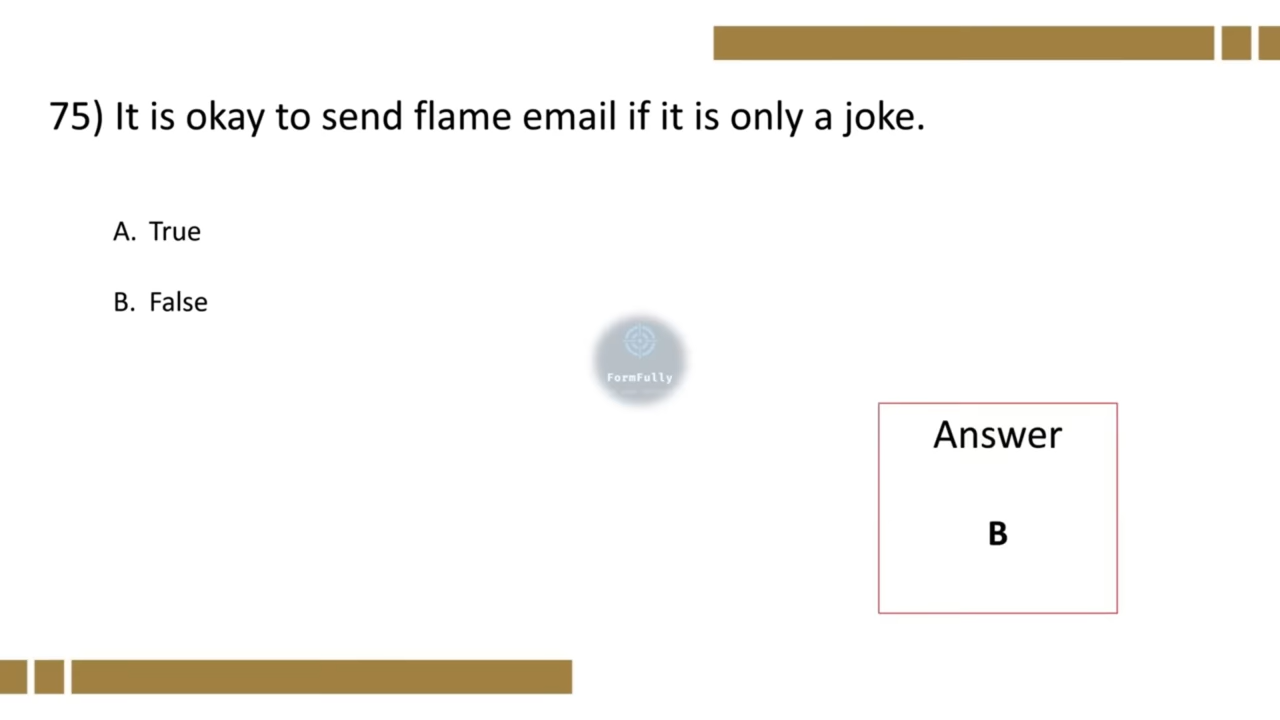 75) It is okay to send flame email if it is only a joke.
A. True
B. False
FormFully
Answer
B